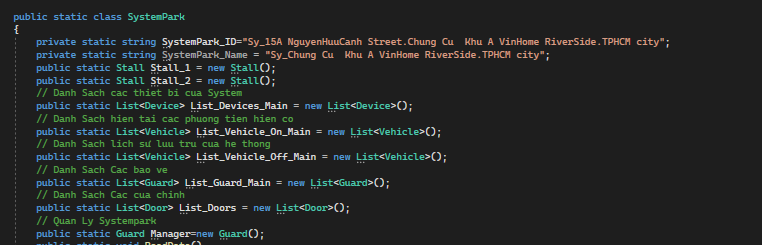 public static class SystemPark
{
private static string SystemPark_ID="Sy_15A NguyenHuuCanh Street.Chung Cu  Khu A VinHome RiverSide.TPHCM city";
private static string SystemPark_Name = "Sy_Chung Cu  Khu A VinHome RiverSide.TPHCM city";
public static Stall Stall_1 = new Stall();
public static Stall Stall_2 = new Stall();
// Danh Sach cac thiet bi cua System
public static List<Device> List_Devices_Main = new List<Device>();
// Danh Sach hien tai cac phuong tien hien co
public static List<Vehicle> List_Vehicle_On_Main = new List<Vehicle>();
// Danh Sach lich sử luu tru cua he thong
public static List<Vehicle> List_Vehicle_Off_Main = new List<Vehicle>();
// Danh Sach Cac bao ve
public static List<Guard> List_Guard_Main = new List<Guard>();
// Danh Sach Cac cua chinh
public static List<Door> List_Doors = new List<Door>();
// Quan Ly Systempark
public static Guard Manager=new Guard();
public static void ReadData()